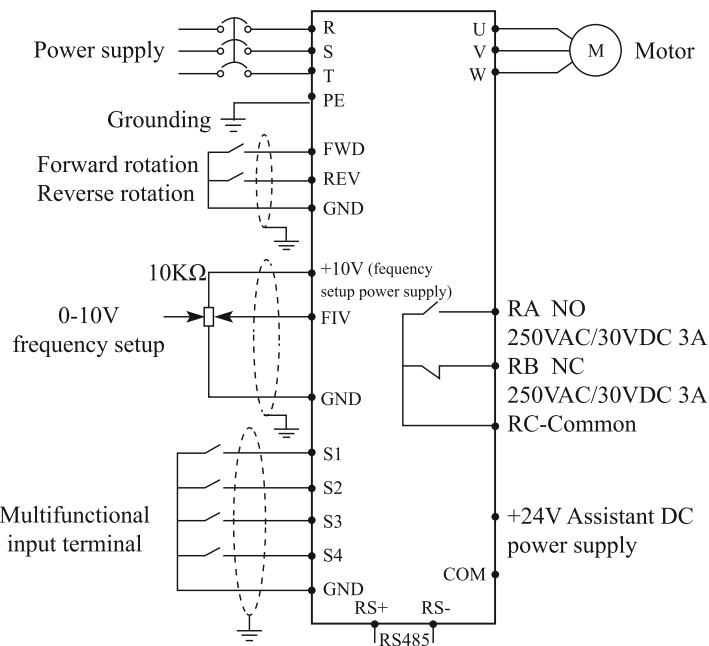 Power supply
R
S
T
PE
Grounding
Forward rotation
Reverse rotation
FWD
REV
GND
10KΩ
+10V (fequency
setup power supply)
0-10V
frequency setup
FIV
GND
Multifunctional
input terminal
S1
S2
S3
S4
GND
U
V
W
M
Motor
RA NO
250VAC/30VDC 3A
RB NC
250VAC/30VDC 3A
RC-Common
+24V Assistant DC
power supply
COM
RS+ RS-
RS485